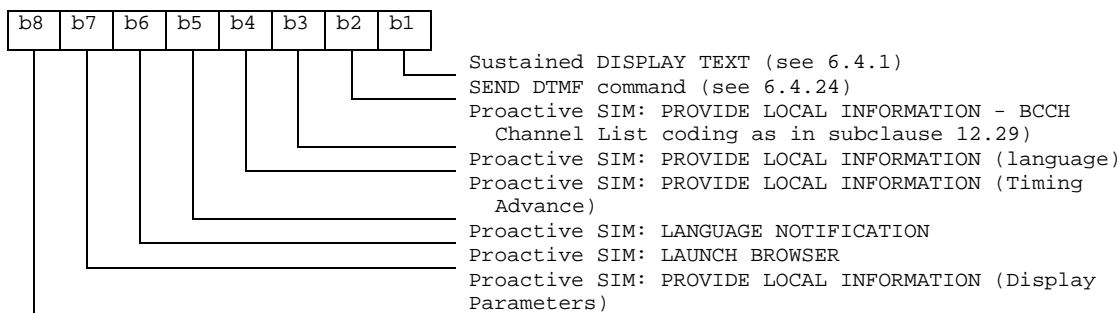 b8 b7 b6 b5 b4 b3 b2 b1
Sustained DISPLAY TEXT (see 6.4.1)
SEND DTMF command (see 6.4.24)
Proactive SIM: PROVIDE LOCAL INFORMATION - BCCH
Channel List coding as in subclause 12.29)
Proactive SIM: PROVIDE LOCAL INFORMATION (language)
Proactive SIM: PROVIDE LOCAL INFORMATION (Timing
Advance)
Proactive SIM: LANGUAGE NOTIFICATION
Proactive SIM: LAUNCH BROWSER
Proactive SIM: PROVIDE LOCAL INFORMATION (Display
Parameters)